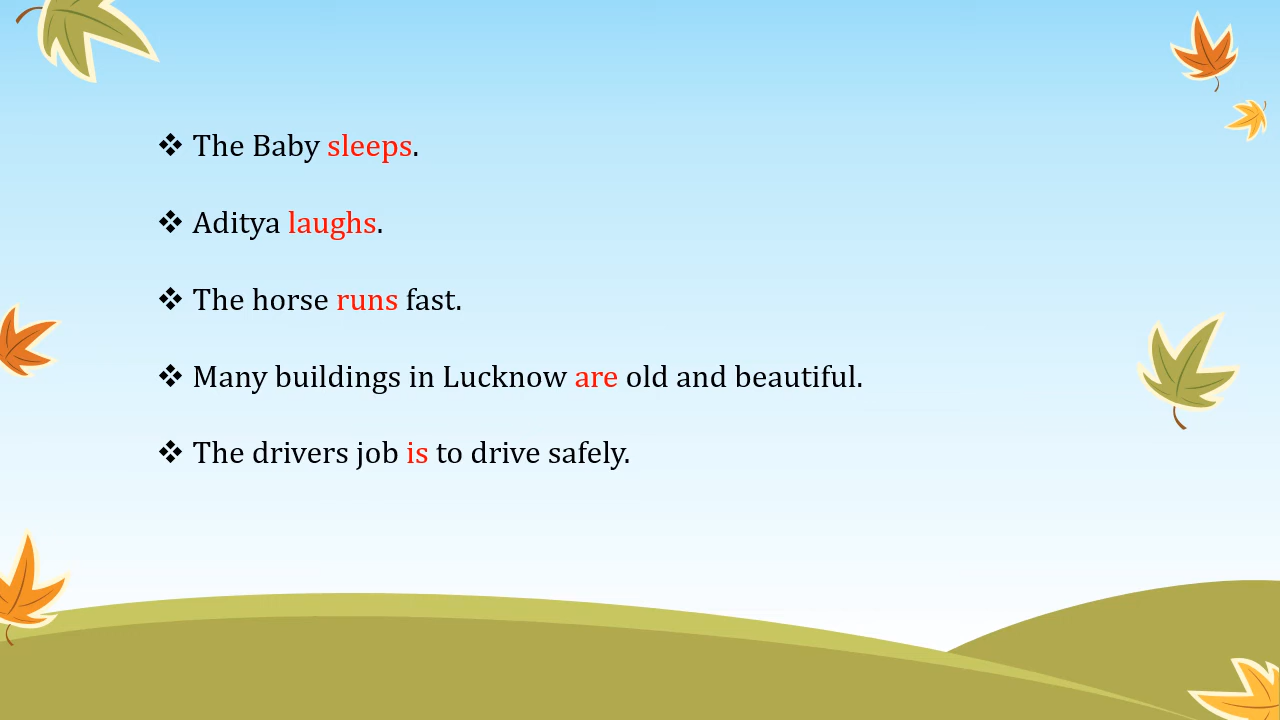 ❖ The Baby sleeps.
❖ Aditya laughs.
❖ The horse runs fast.
❖ Many buildings in Lucknow are old and beautiful.
❖ The drivers job is to drive safely.